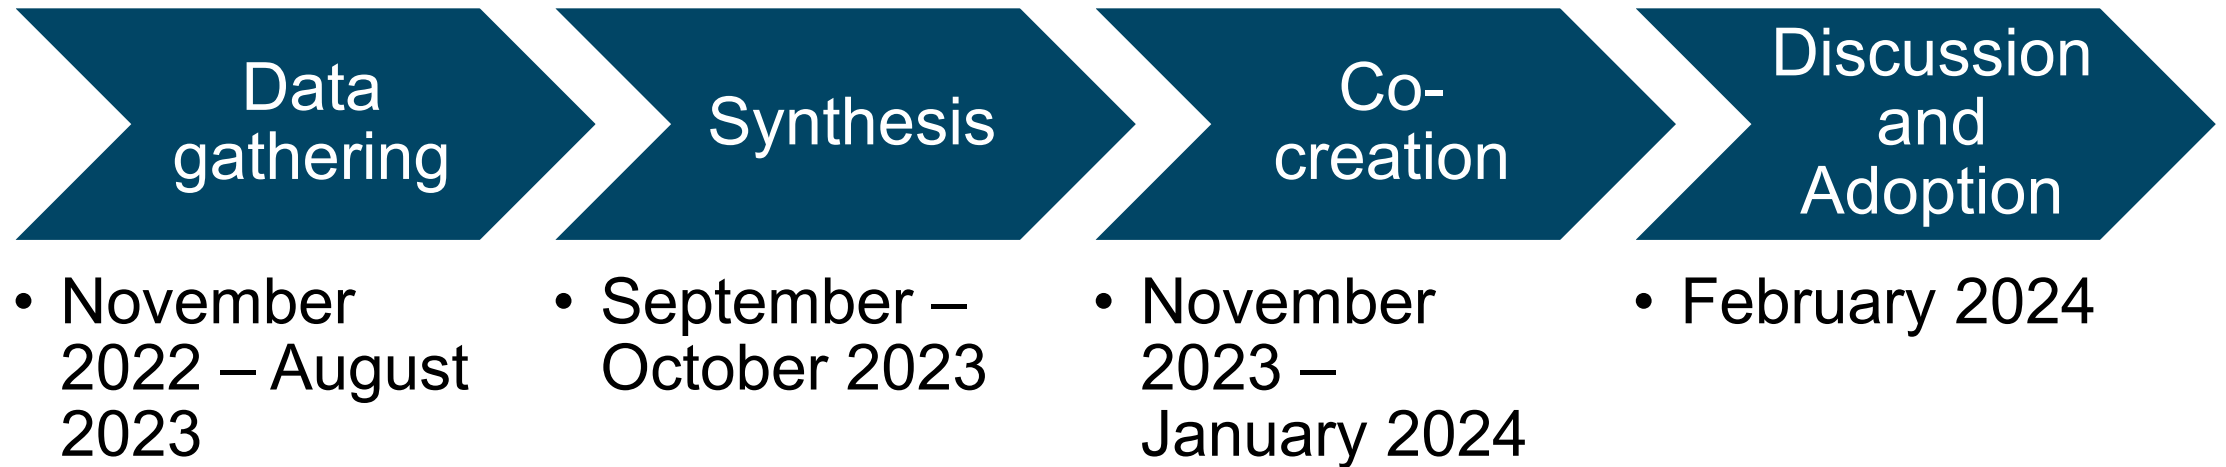 Data
gathering
Synthesis
Co-
creation
Discussion
and
Adoption
• November
2022 – August
2023
• September –
October 2023
• November
2023 –
January 2024
• February 2024